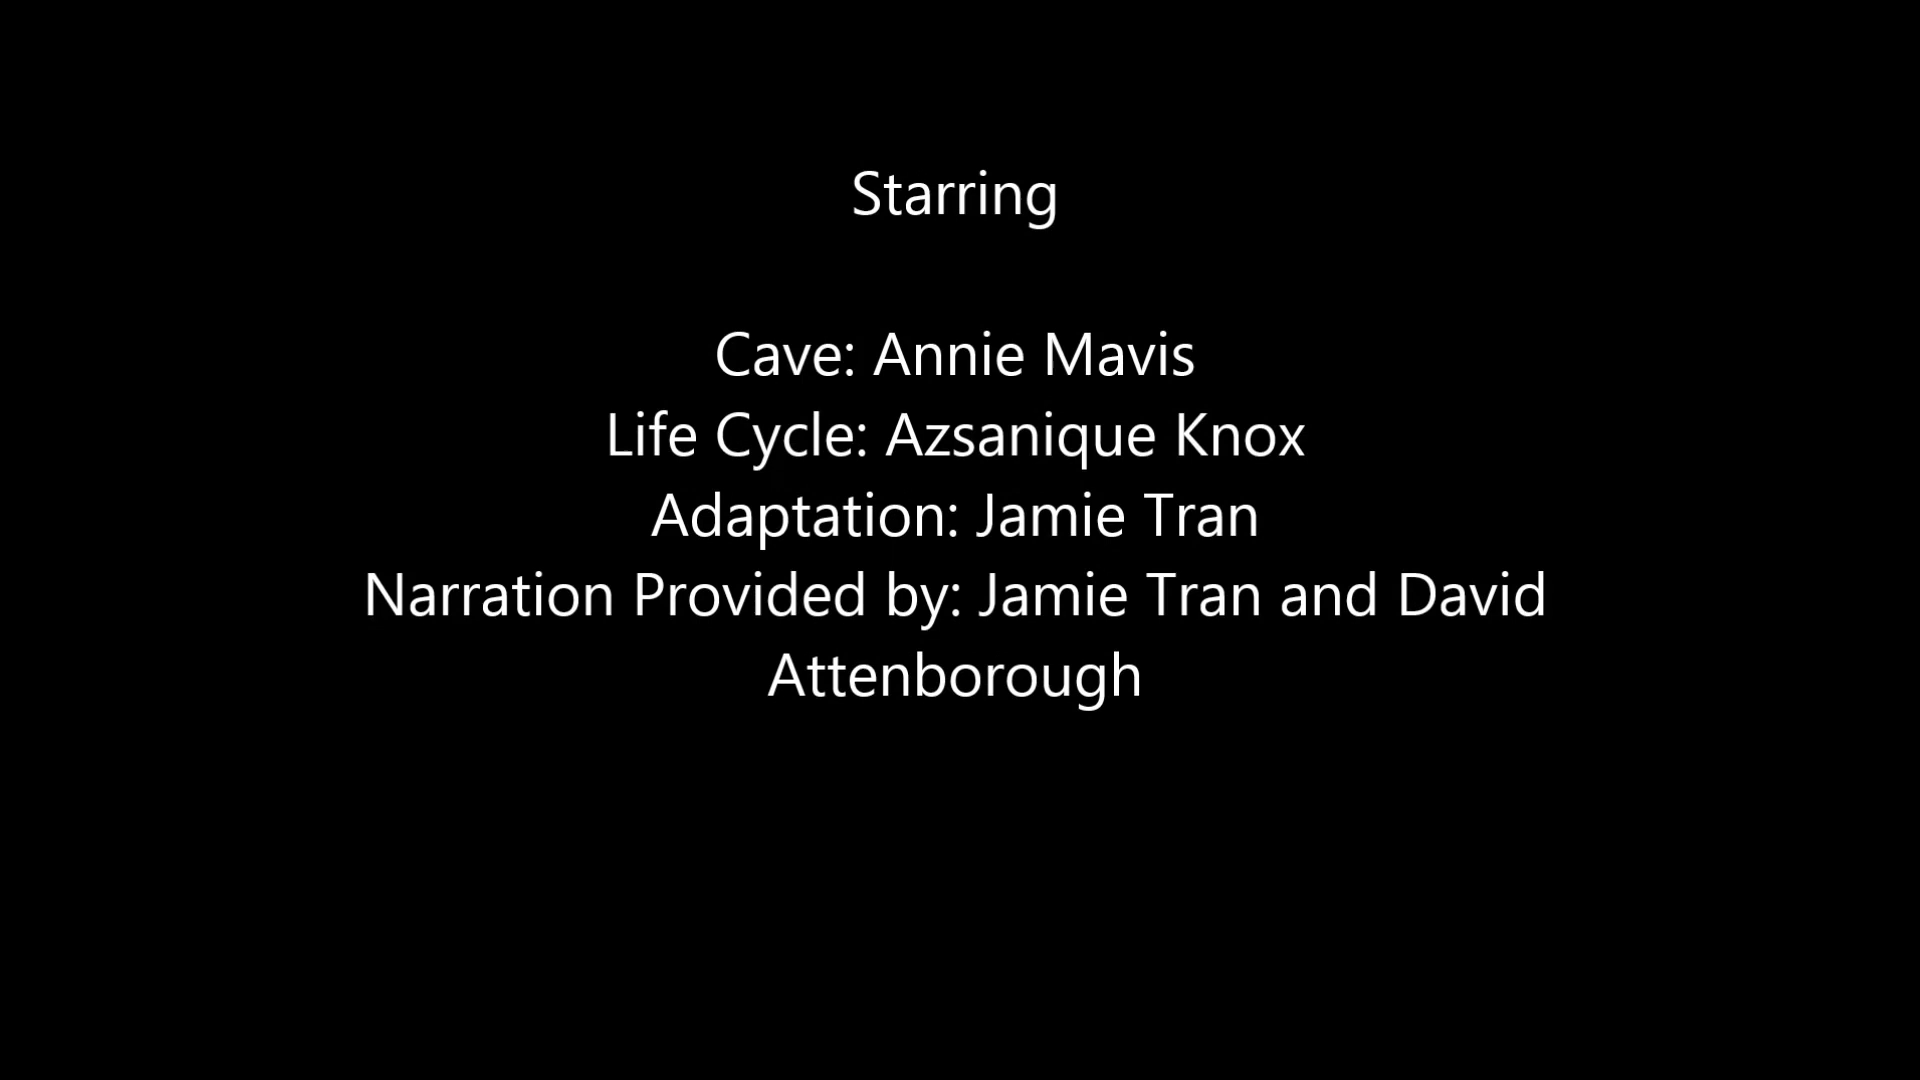 Starring
Cave: Annie Mavis
Life Cycle: Azsanique Knox
Adaptation: Jamie Tran
Narration Provided by: Jamie Tran and David
Attenborough